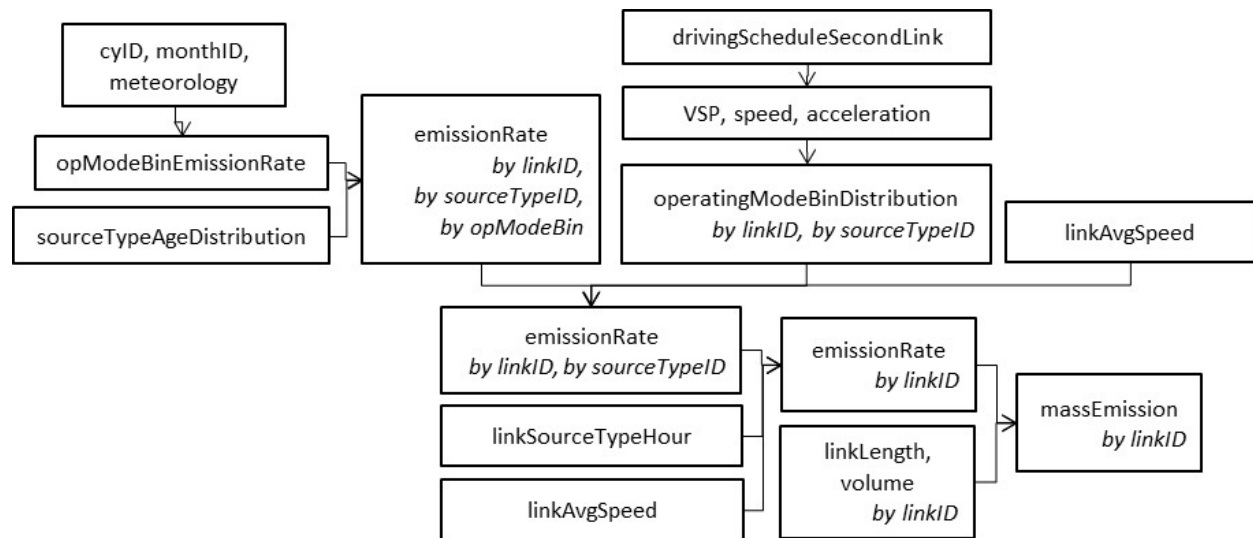 cyID, monthID,
meteorology
opModeBinEmissionRate
sourceTypeAgeDistribution
emissionRate
by linkID,
by sourceTypeID,
by opModeBin
drivingScheduleSecondLink
VSP, speed, acceleration
operatingModeBinDistribution
by linkID, by sourceTypeID
linkAvgSpeed
emissionRate
by linkID, by sourceTypeID
linkSourceTypeHour
linkAvgSpeed
emissionRate
by linkID
linkLength,
volume
by linkID
massEmission
by linkID